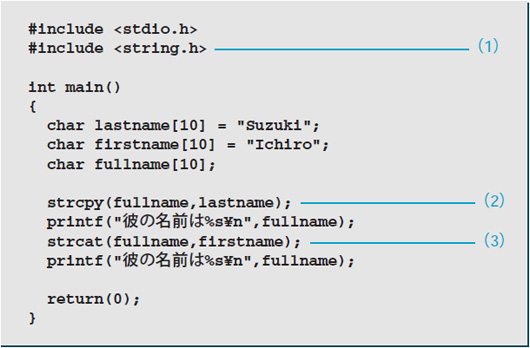 #include <stdio.h>
#include <string.h> (1)
int main()
{
char lastname[10] = "Suzuki";
char firstname[10] = "Ichiro";
char fullname[10];
strcpy(fullname,lastname); (2)
printf("彼の名前は%s¥n",fullname);
strcat(fullname,firstname); (3)
printf("彼の名前は%s¥n",fullname);
return(0);
}